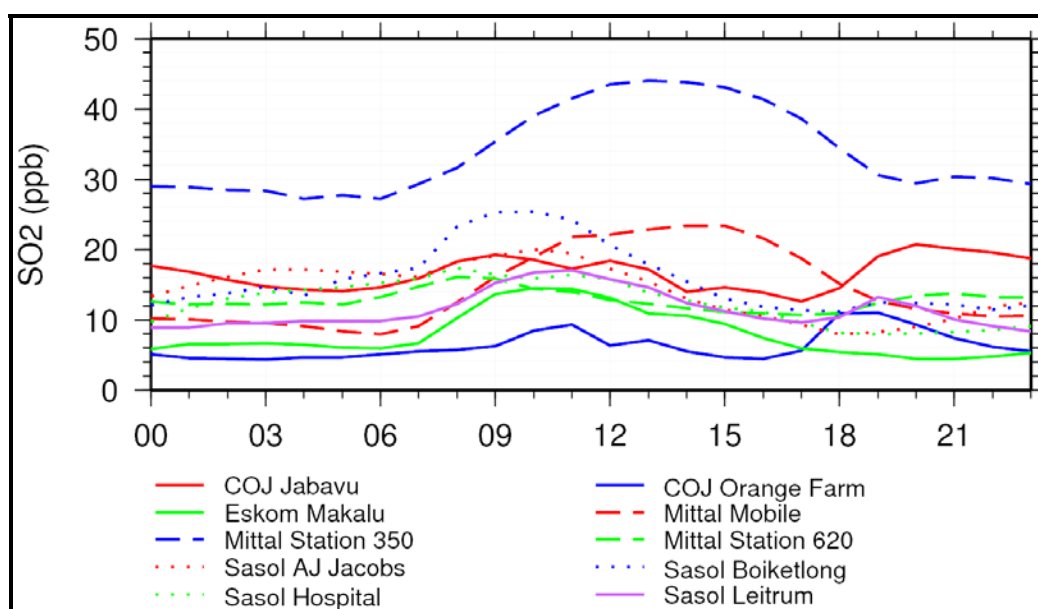 50
40
30
20
10
0
SO2 (ppb)
00 03 06 09 12 15 18 21
COJ Jabavu COJ Orange Farm
Eskom Makalu Mittal Mobile
Mittal Station 350 Mittal Station 620
Sasol AJ Jacobs Sasol Boiketlong
Sasol Hospital Sasol Leitrum